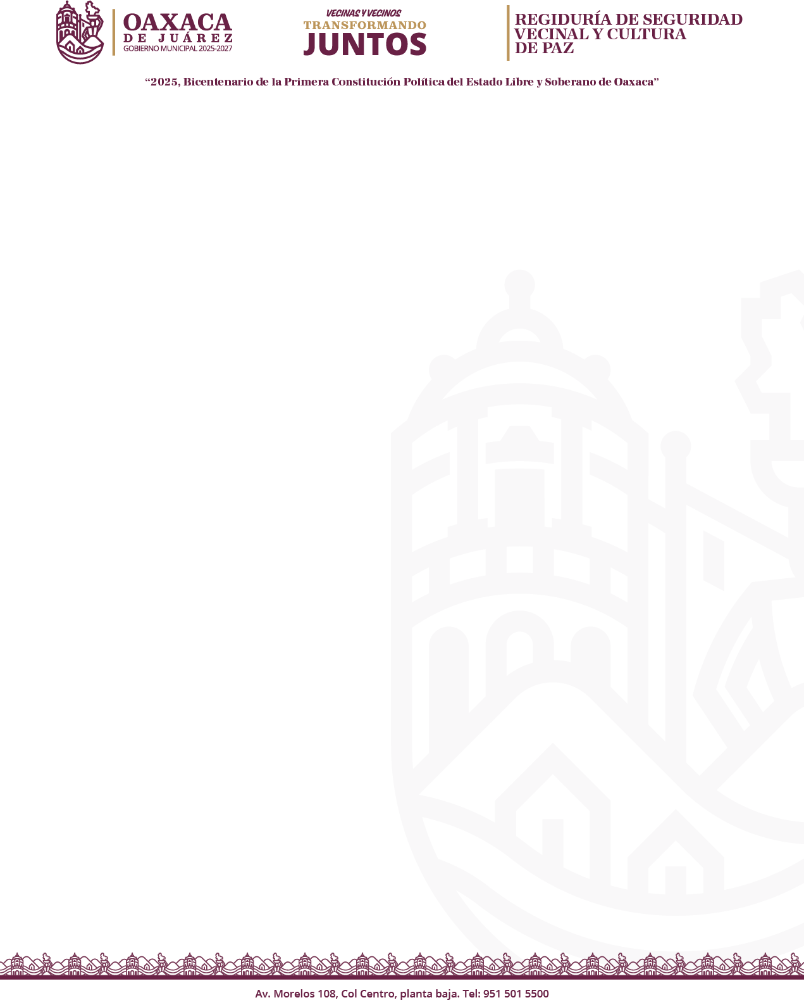 OAXACA
DE JUÁREZ
GOBIERNO MUNICIPAL 2025-2027
VECINAS Y VECINOS
TRANSFORMANDO
JUNTOS
REGIDURÍA DE SEGURIDAD
VECINAL Y CULTURA
DE PAZ
“2025, Bicentenario de la Primera Constitución Política del Estado Libre y Soberano de Oaxaca”
Av. Morelos 108, Col Centro, planta baja. Tel: 951 501 5500